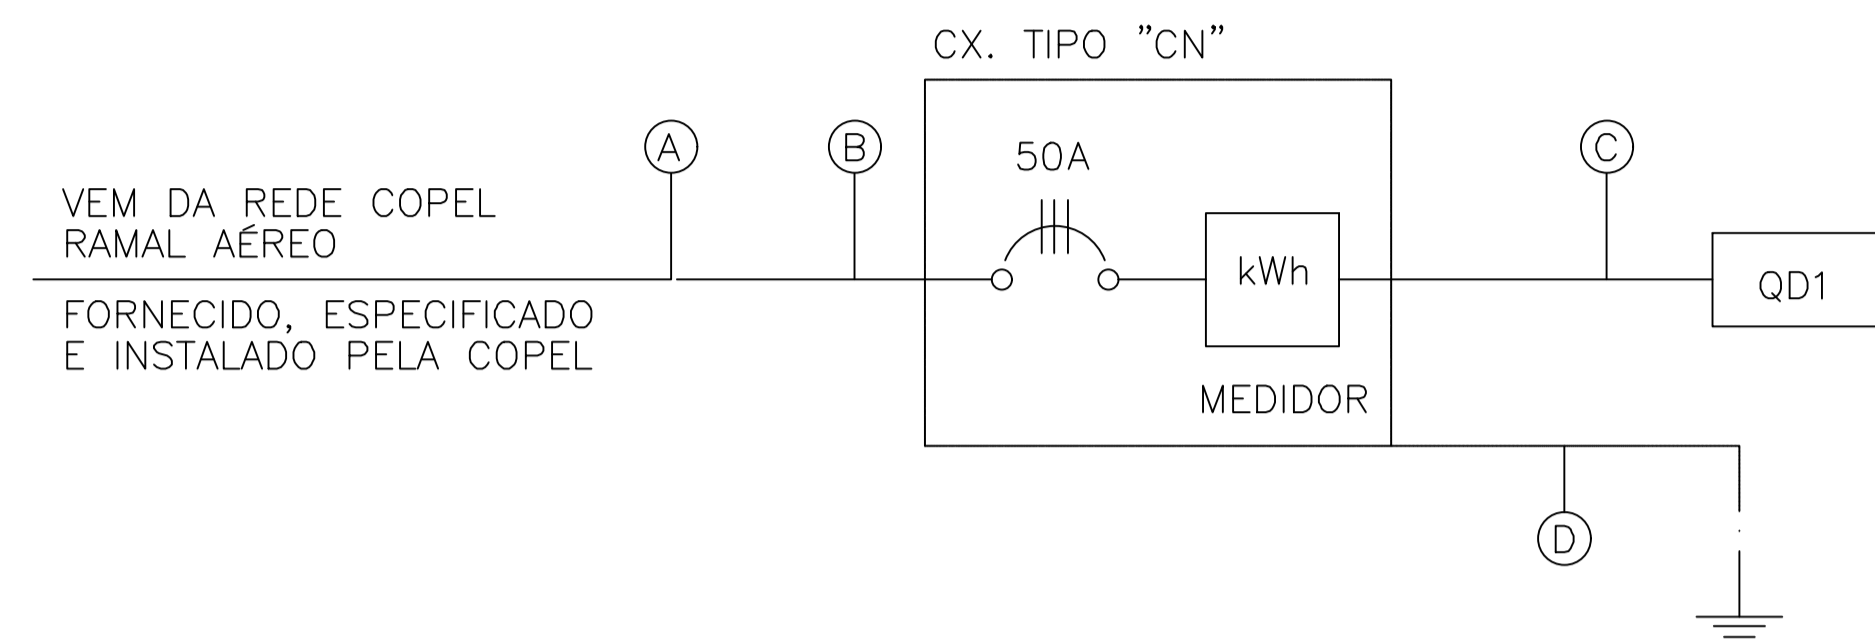 CX. TIPO "CN"
A
B
C
50A
VEM DA REDE COPEL
RAMAL AÉREO
kWh
QD1
FORNECIDO, ESPECIFICADO
E INSTALADO PELA COPEL
MEDIDOR
D